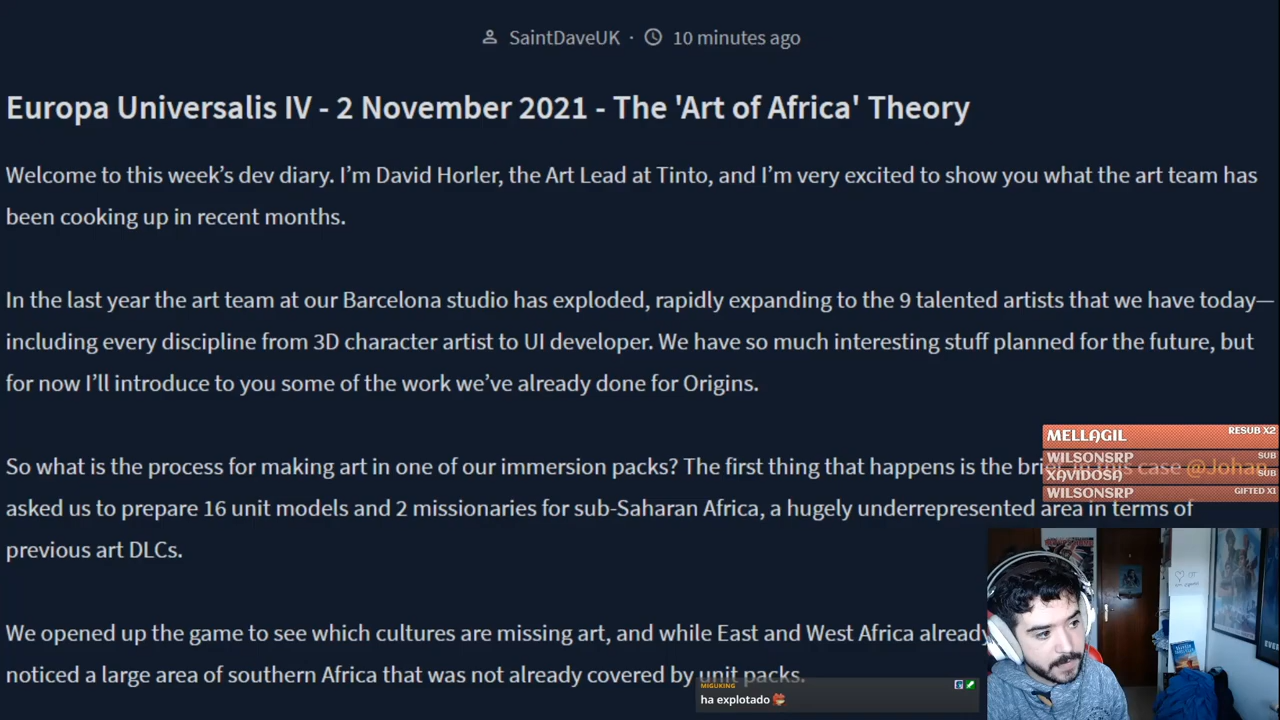 SaintDaveUK · 10 minutes ago
Europa Universalis IV - 2 November 2021 - The 'Art of Africa' Theory
Welcome to this week's dev diary. I'm David Horler, the Art Lead at Tinto, and I'm very excited to show you what the art team has
been cooking up in recent months.
In the last year the art team at our Barcelona studio has exploded, rapidly expanding to the 9 talented artists that we have today—
including every discipline from 3D character artist to UI developer. We have so much interesting stuff planned for the future, but
for now I'll introduce to you some of the work we've already done for Origins.
So what is the process for making art in one of our immersion packs? The first thing that happens is the brief in this case @Johan
asked us to prepare 16 unit models and 2 missionaries for sub-Saharan Africa, a hugely underrepresented area in terms of
previous art DLCs.
We opened up the game to see which cultures are missing art, and while East and West Africa already
noticed a large area of southern Africa that was not already covered by unit packs.
MELLAGIL RESUB X2
WILSONSRP SUB
XAVIDOSA SUB
WILSONSRP GIFTED X1
MIGUKING
ha explotado